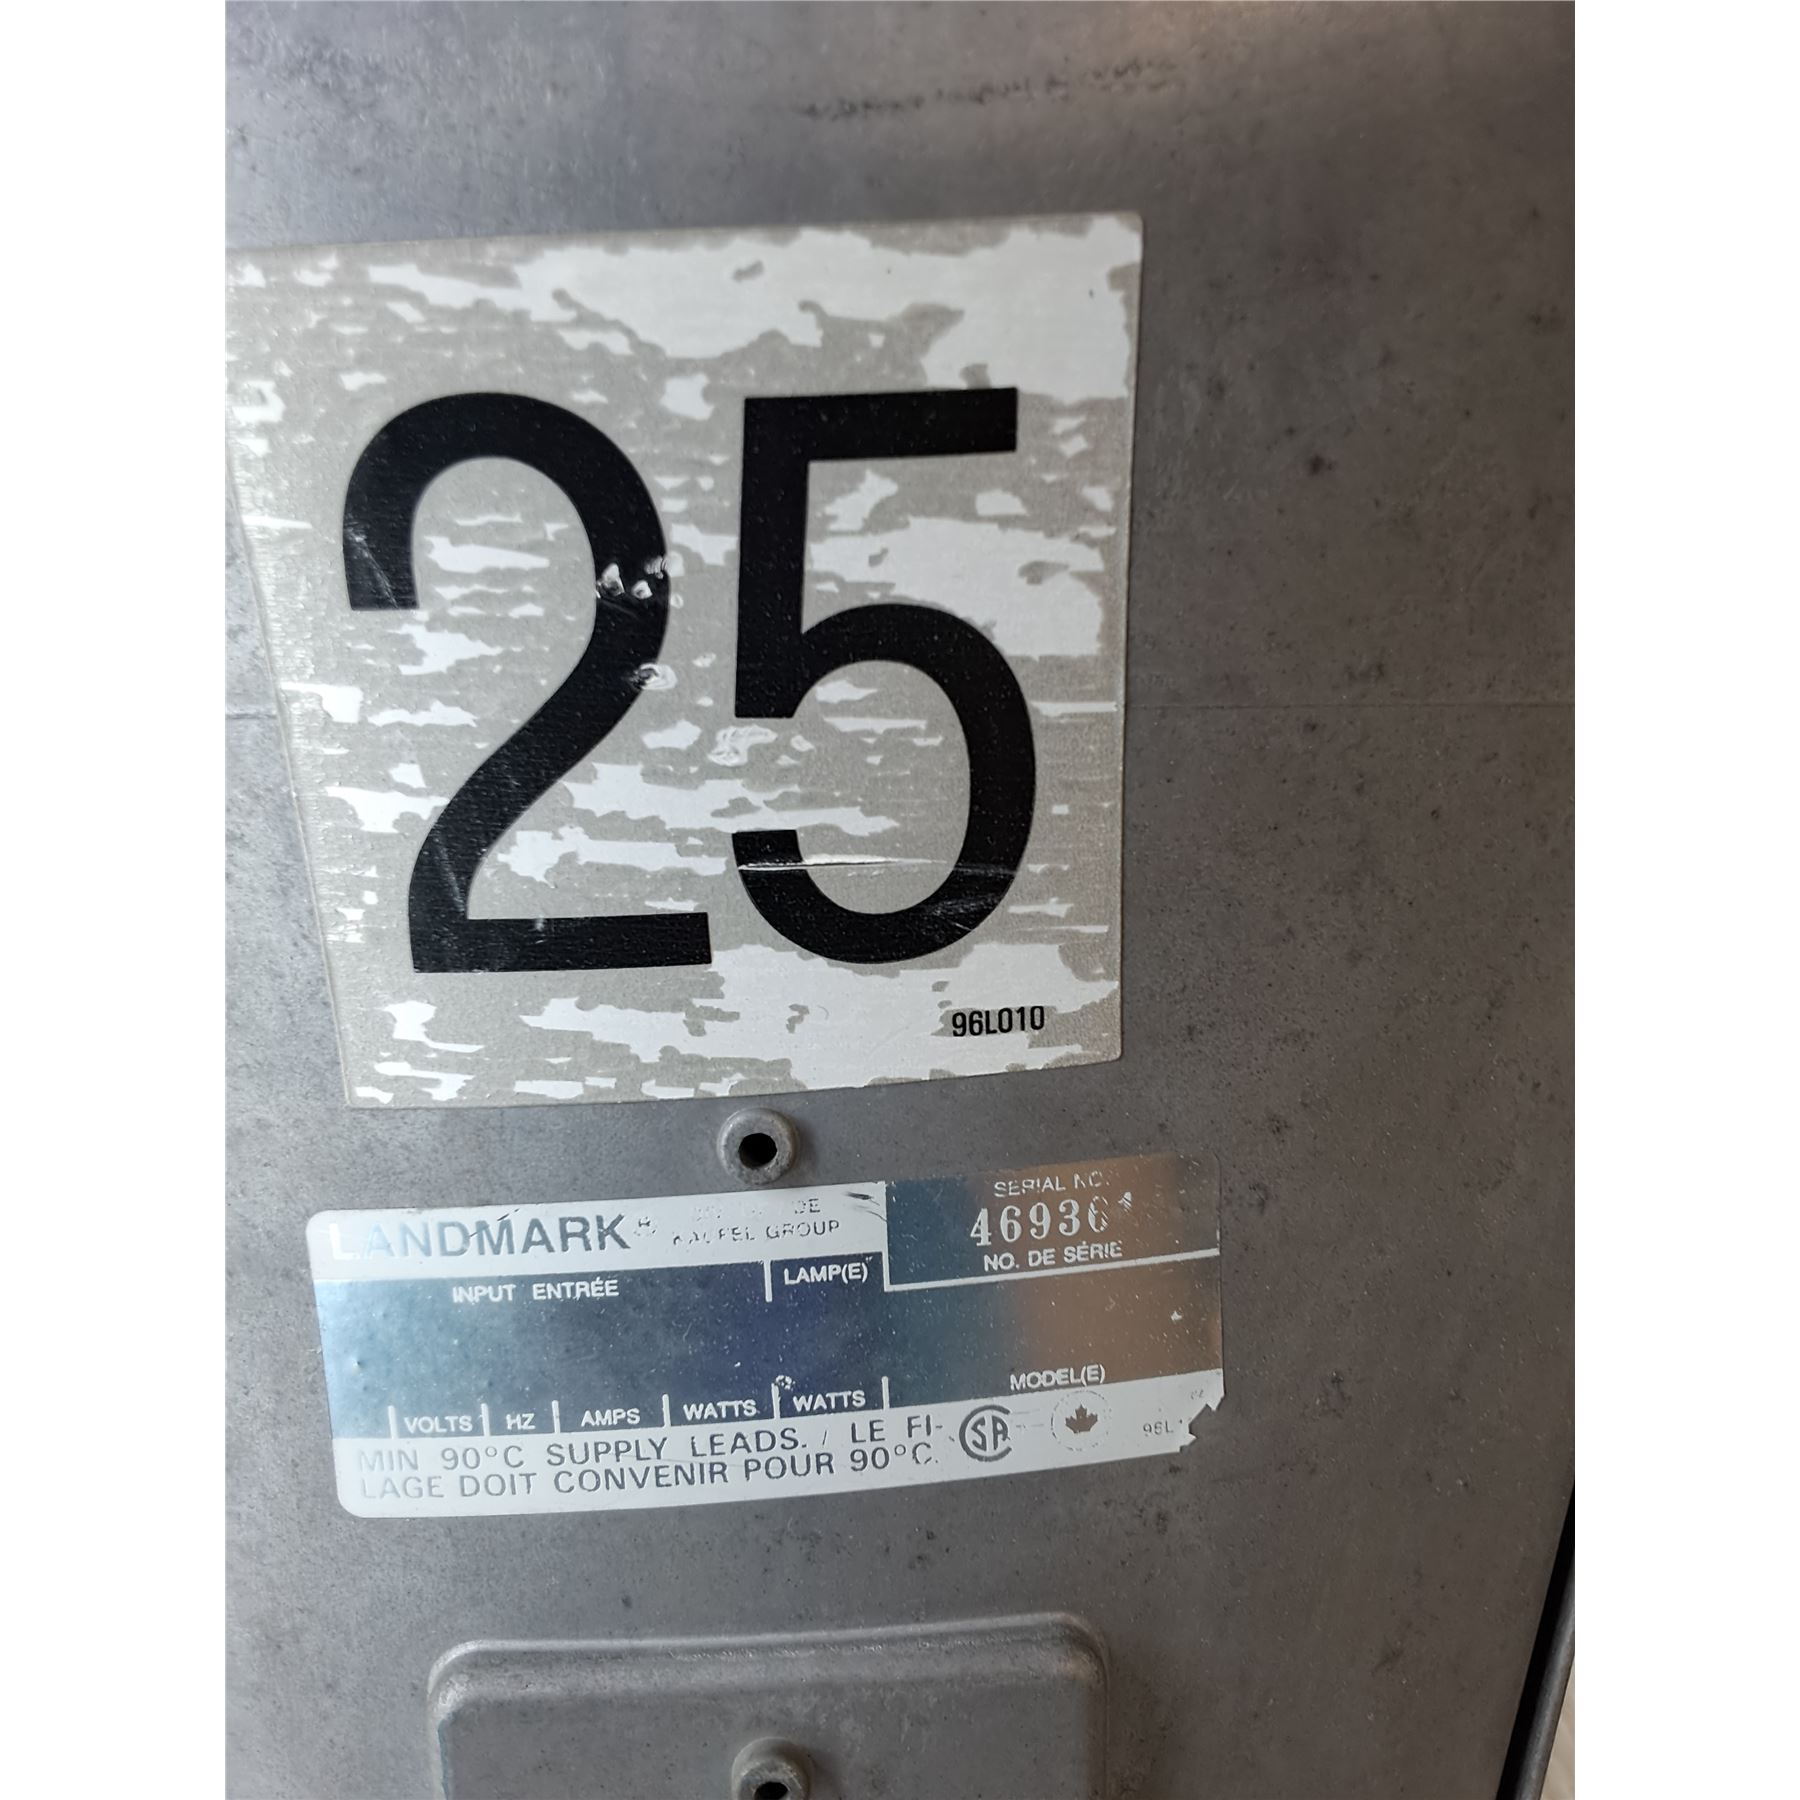 25
96L010
LANDMARK
GROUP
SERIAL NO.
NO. DE SÉRIE
INPUT ENTRÉE
LAMP(E)
VOLTS HZ AMPS WATTS WATTS
MODEL(E)
MIN 90°C SUPPLY LEADS. / LE FI-
LAGE DOIT CONVENIR POUR 90°C.